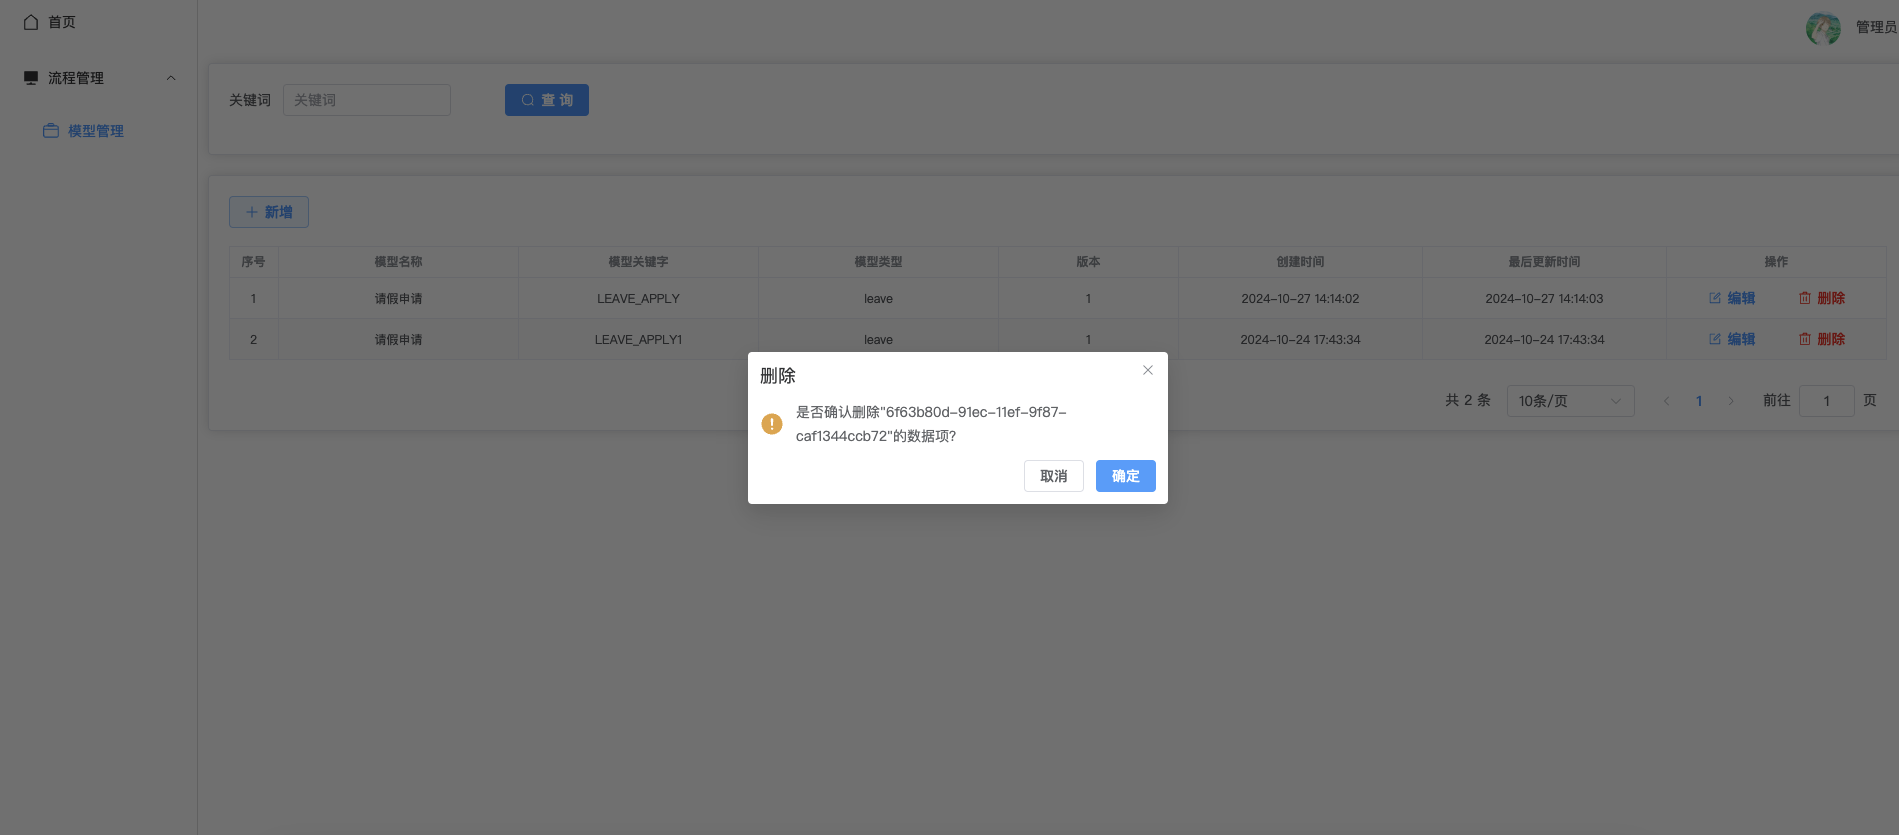 首页
管理员
流程管理
模型管理
关键词 关键词 查 询
新增
序号 模型名称 模型关键字 模型类型 版本 创建时间 最后更新时间 操作
1 请假申请 LEAVE_APPLY leave 1 2024-10-27 14:14:02 2024-10-27 14:14:03 编辑 删除
2 请假申请 LEAVE_APPLY1 leave 1 2024-10-24 17:43:34 2024-10-24 17:43:34 编辑 删除
共 2 条 10条/页 1 前往 1 页
删除
是否确认删除"6f63b80d-91ec-11ef-9f87-
caf1344ccb72"的数据项?
取消 确定